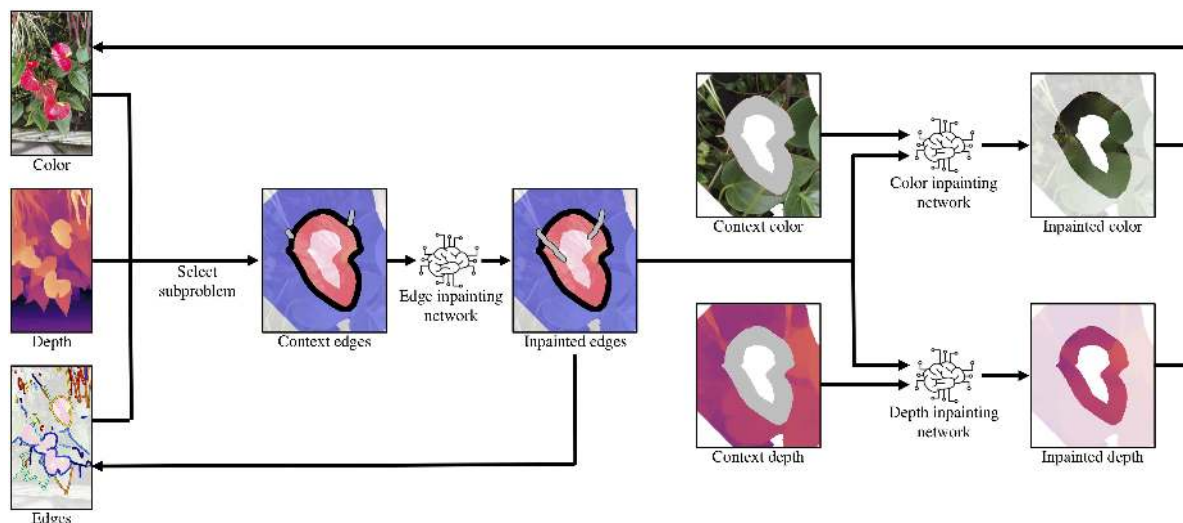 Color
Depth
Edges
Select
subproblem
Context edges
Edge inpainting
network
Inpainted edges
Context color
Color inpainting
network
Inpainted color
Context depth
Depth inpainting
network
Inpainted depth